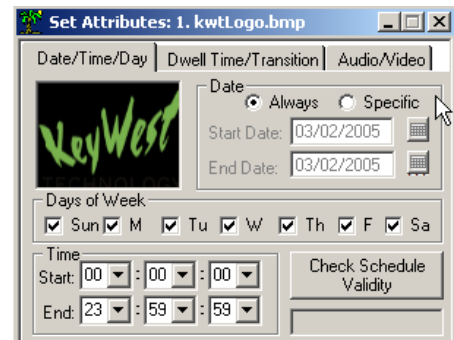 Set Attributes: 1. kwtLogo.bmp
Date/Time/Day Dwell Time/Transition Audio/Video
KeyWest
TECHNOLOGY
Date
Always Specific
Start Date: 03/02/2005
End Date: 03/02/2005
Days of Week
Sun M Tu W Th F Sa
Time
Start: 00 : 00 : 00
End: 23 : 59 : 59
Check Schedule
Validity